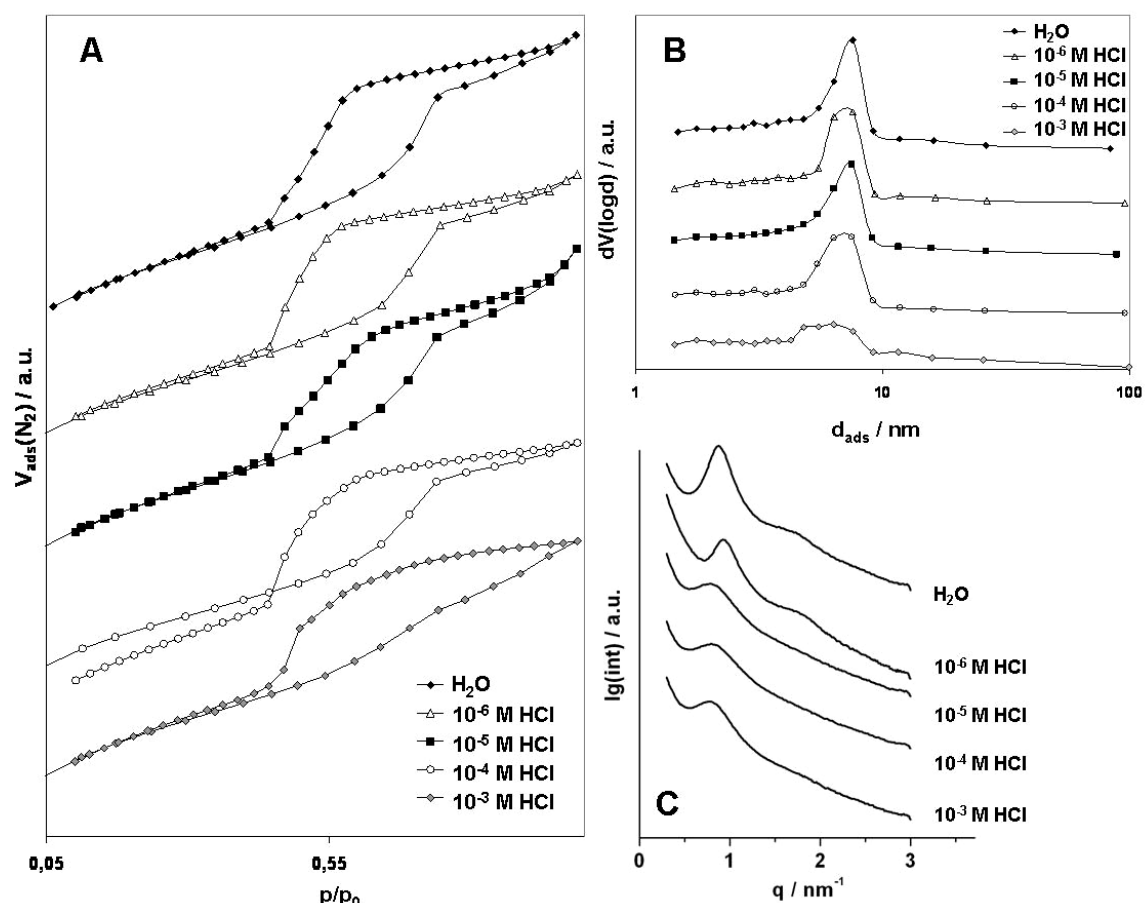 A
V_ads(N₂) / a.u.
H₂O
10⁻⁶ M HCl
10⁻⁵ M HCl
10⁻⁴ M HCl
10⁻³ M HCl
0,05
0,55
p/p₀
B
H₂O
10⁻⁶ M HCl
10⁻⁵ M HCl
10⁻⁴ M HCl
10⁻³ M HCl
dV(logd) / a.u.
1
10
100
d_ads / nm
lg(int) / a.u.
H₂O
10⁻⁶ M HCl
10⁻⁵ M HCl
10⁻⁴ M HCl
10⁻³ M HCl
C
0
1
2
3
q / nm⁻¹